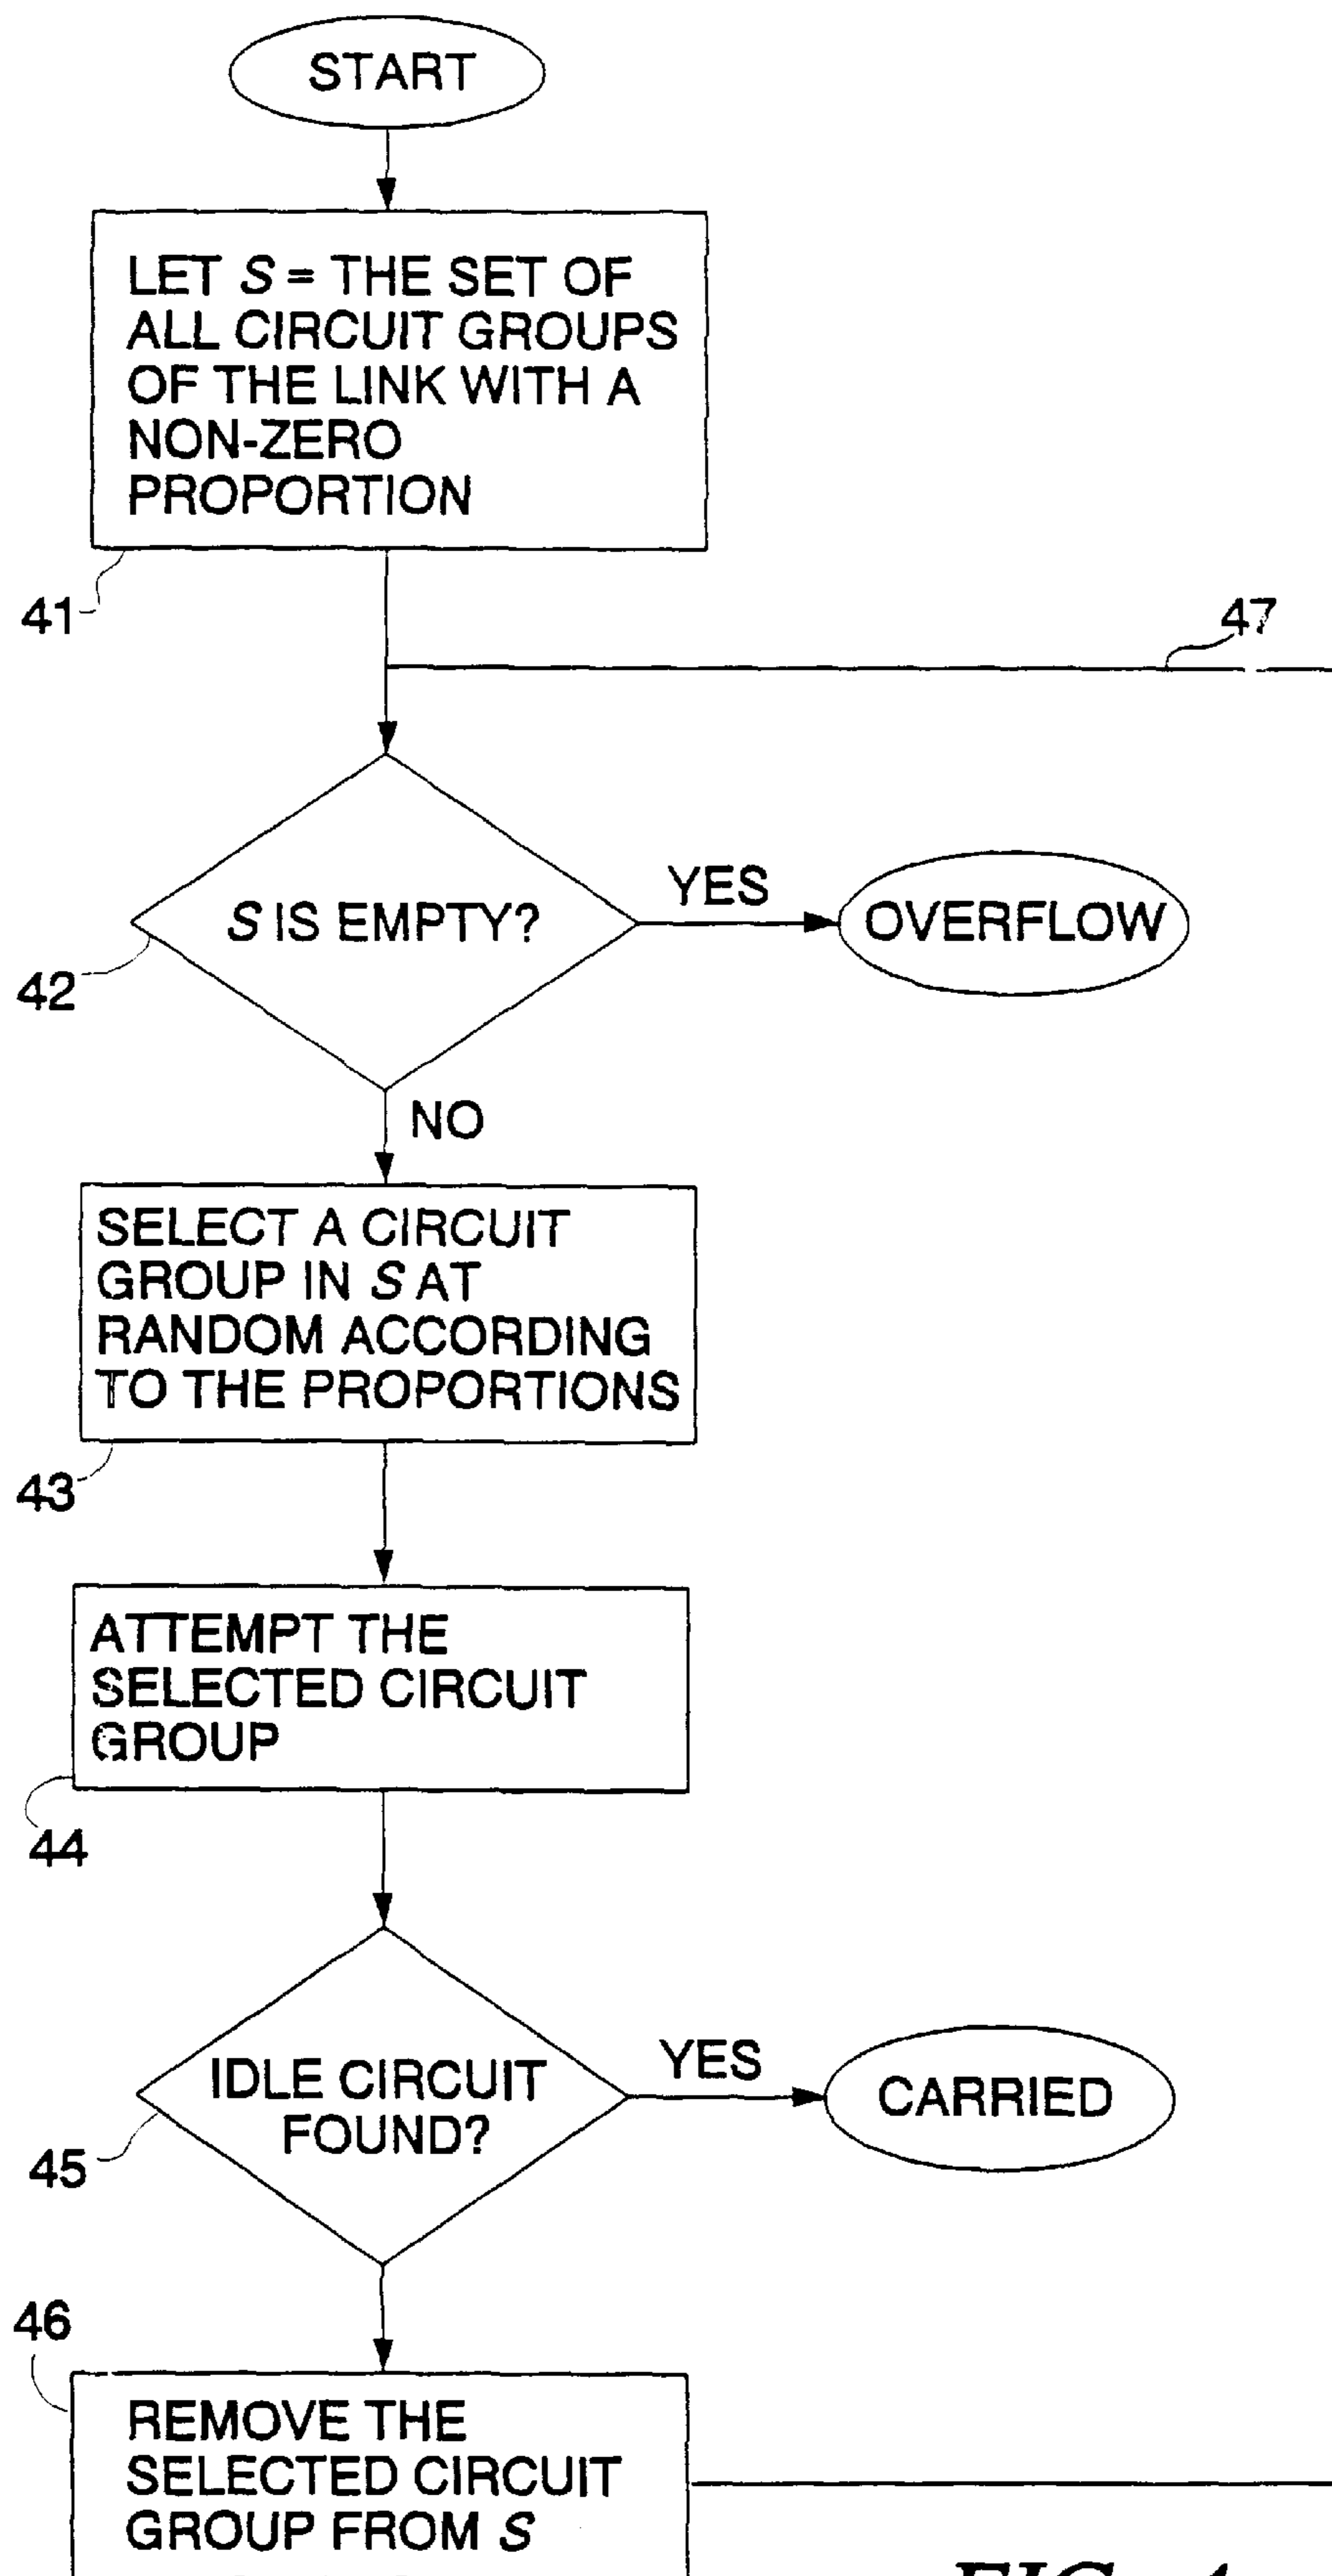 START
LET S = THE SET OF
ALL CIRCUIT GROUPS
OF THE LINK WITH A
NON-ZERO
PROPORTION
41
47
S IS EMPTY?
YES
OVERFLOW
42
NO
SELECT A CIRCUIT
GROUP IN S AT
RANDOM ACCORDING
TO THE PROPORTIONS
43
ATTEMPT THE
SELECTED CIRCUIT
GROUP
44
IDLE CIRCUIT
FOUND?
YES
CARRIED
45
46
REMOVE THE
SELECTED CIRCUIT
GROUP FROM S